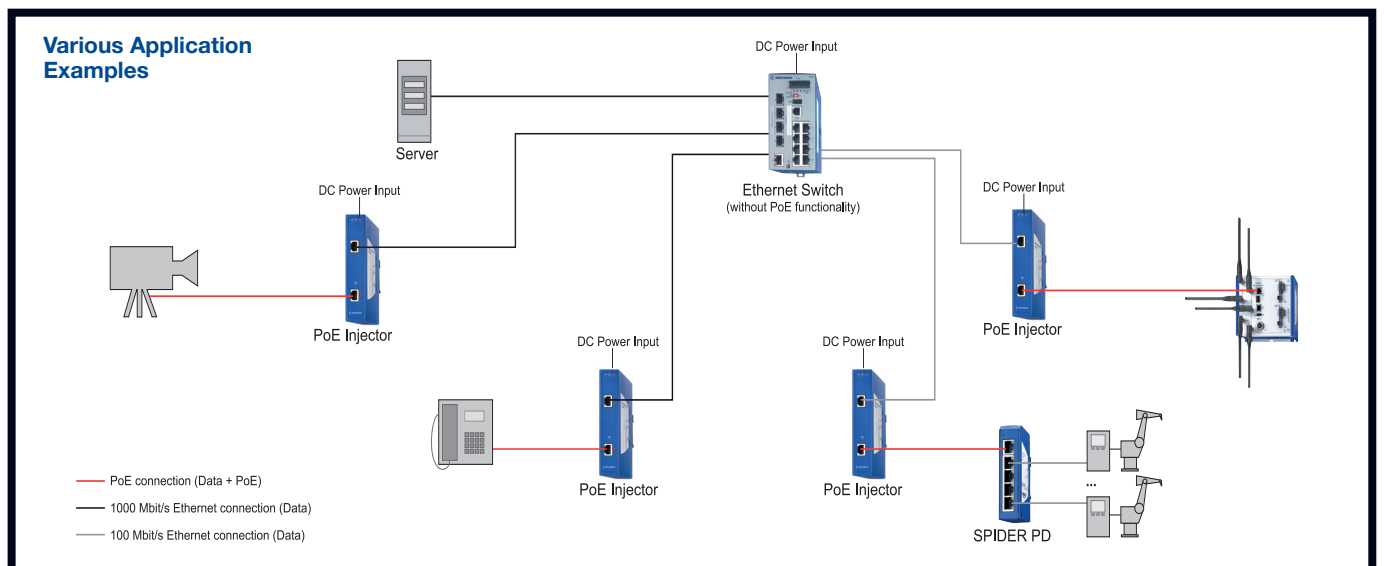 Various Application
Examples
DC Power Input
Server
Ethernet Switch
(without PoE functionality)
DC Power Input
PoE Injector
DC Power Input
PoE Injector
DC Power Input
PoE Injector
DC Power Input
PoE Injector
...
SPIDER PD
PoE connection (Data + PoE)
1000 Mbit/s Ethernet connection (Data)
100 Mbit/s Ethernet connection (Data)